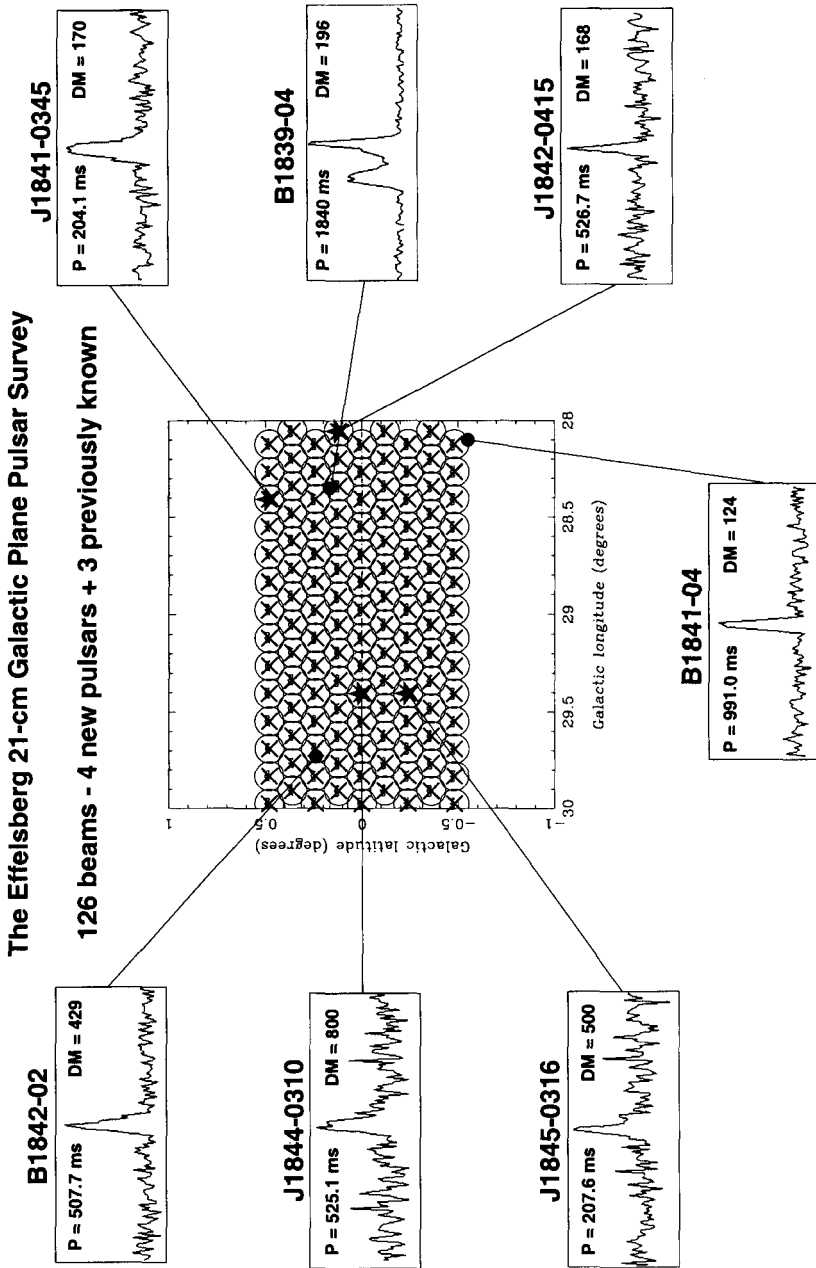 The Effelsberg 21-cm Galactic Plane Pulsar Survey
126 beams - 4 new pulsars + 3 previously known
B1842-02
P = 507.7 ms DM = 429
J1844-0310
P = 525.1 ms DM = 800
J1845-0316
P = 207.6 ms DM = 500
J1841-0345
P = 204.1 ms DM = 170
B1839-04
P = 1840 ms DM = 196
J1842-0415
P = 526.7 ms DM = 168
B1841-04
P = 991.0 ms DM = 124
Galactic latitude (degrees)
1
0.5
0
-0.5
-1
30
29.5
29
28.5
28
Galactic longitude (degrees)